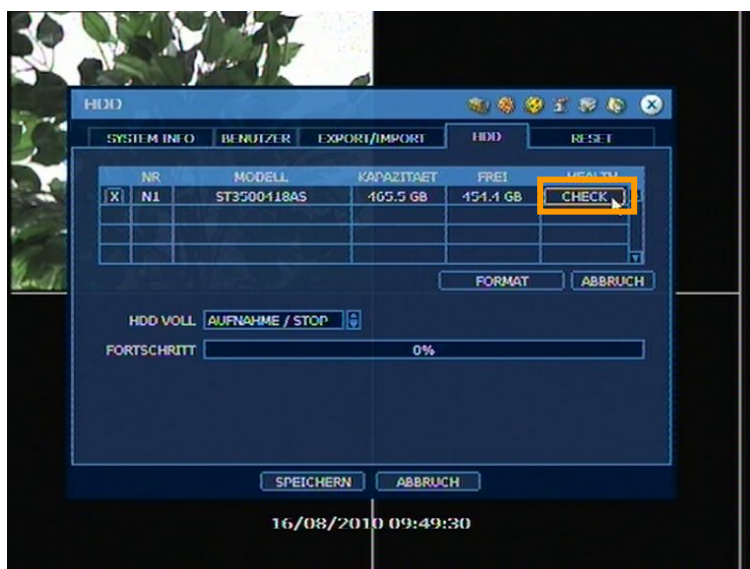 HDD
SYSTEM INFO BENUTZER EXPORT/IMPORT HDD RESET
NR MODELL KAPAZITAET FREI HEALTH
X N1 ST3500418AS 465.5 GB 454.4 GB CHECK
FORMAT ABBRUCH
HDD VOLL AUFNAHME / STOP
FORTSCHRITT 0%
SPEICHERN ABBRUCH
16/08/2010 09:49:30